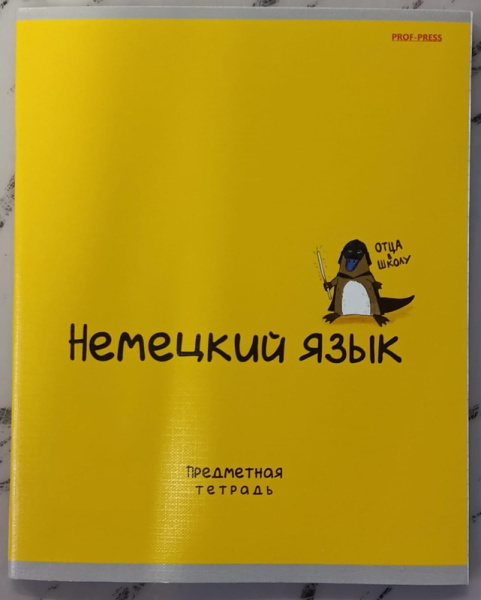 PROF-PRESS
ОТЦА
В
ШКОЛУ
Немецкий язык
Предметная
тетрадь